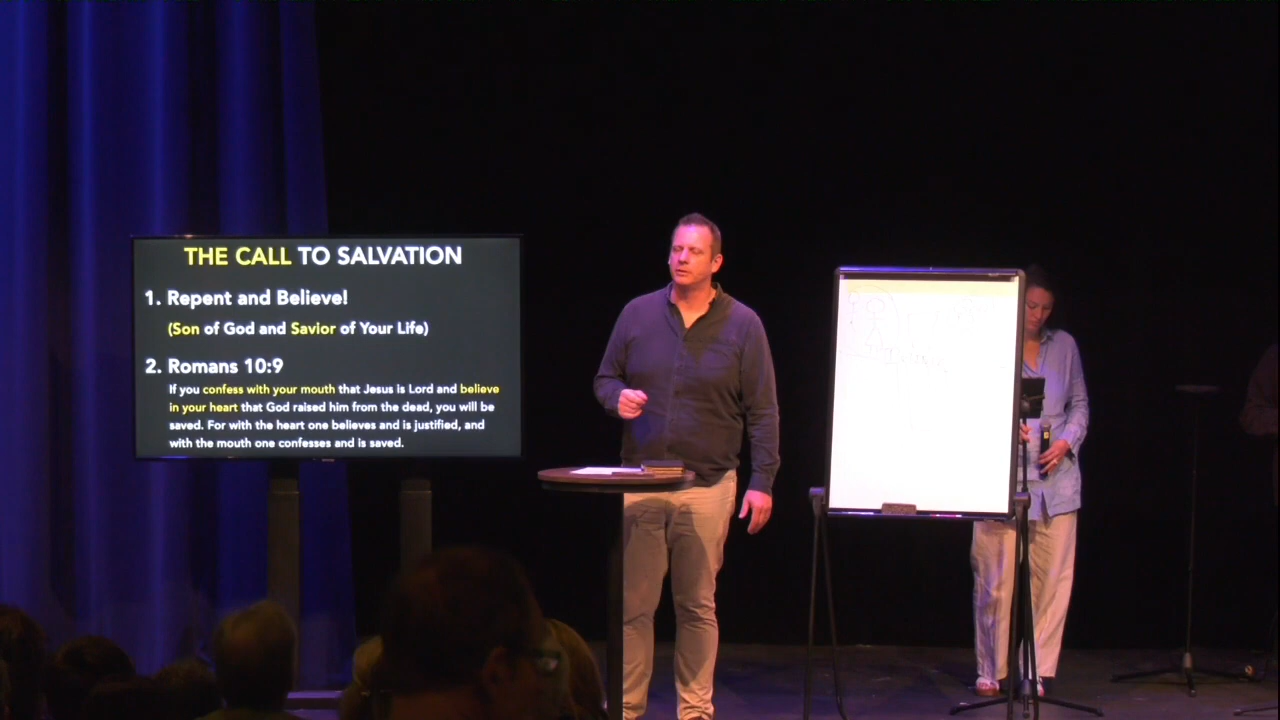 THE CALL TO SALVATION
1. Repent and Believe!
(Son of God and Savior of Your Life)
2. Romans 10:9
If you confess with your mouth that Jesus is Lord and believe
in your heart that God raised him from the dead, you will be
saved. For with the heart one believes and is justified, and
with the mouth one confesses and is saved.